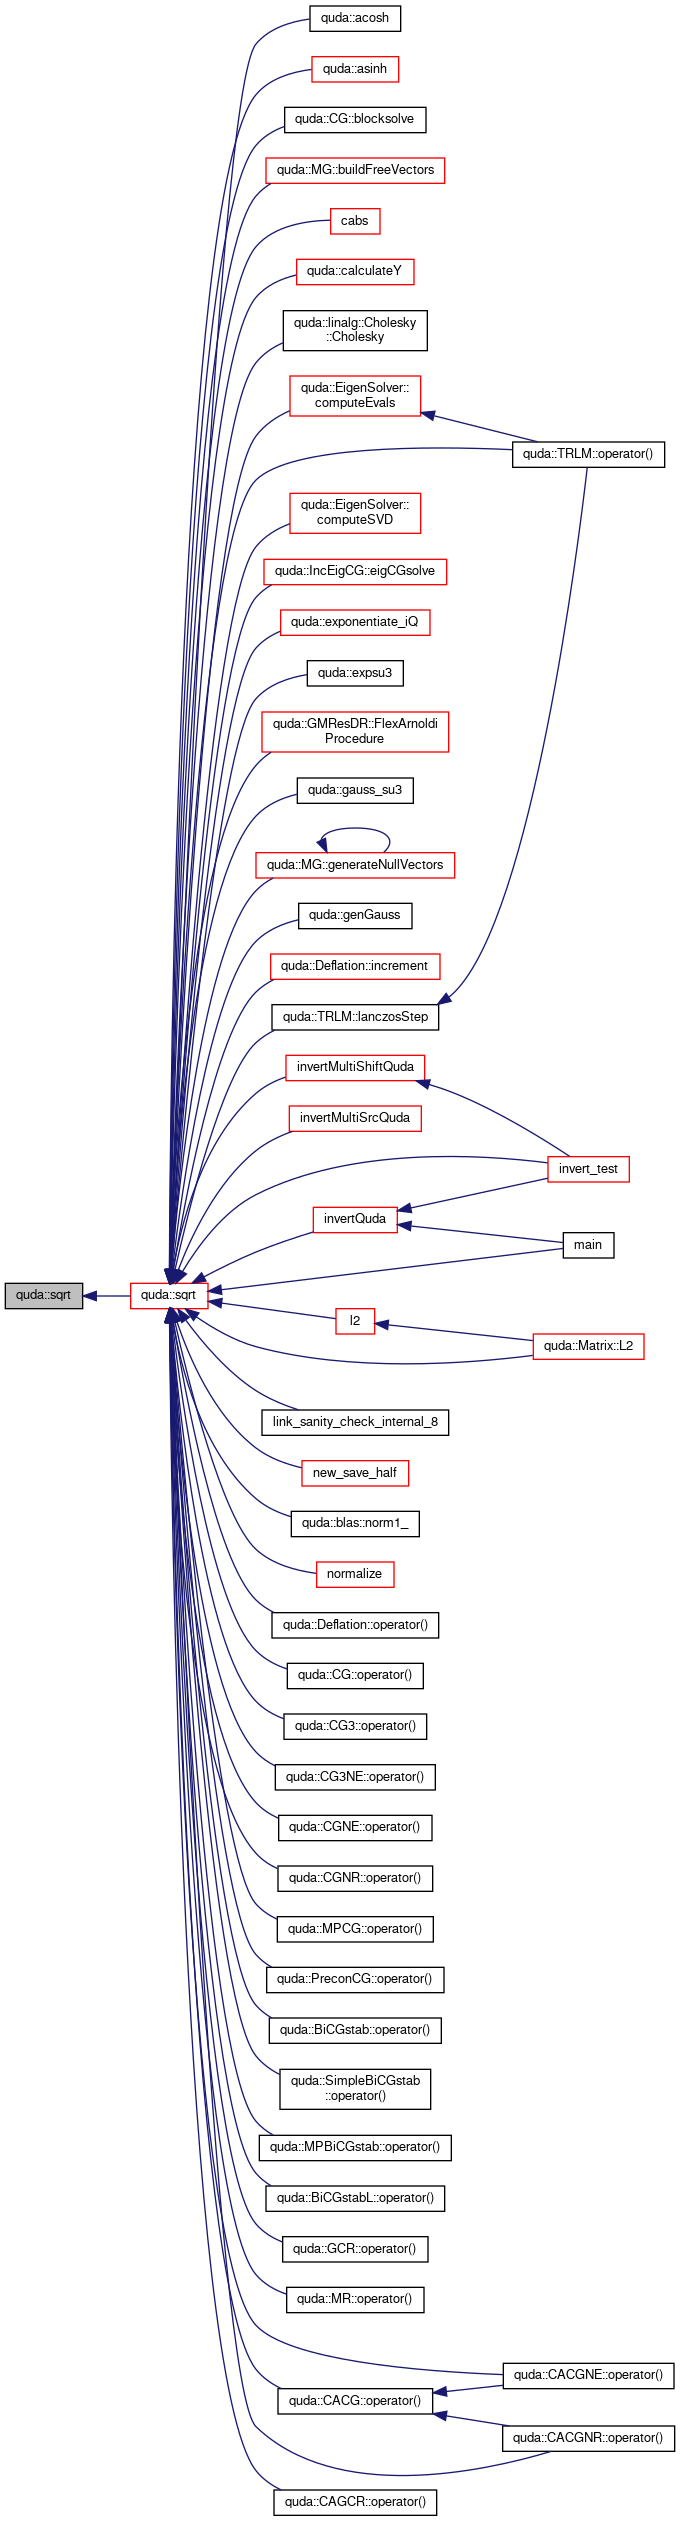 quda::acosh
quda::asinh
quda::CG::blocksolve
quda::MG::buildFreeVectors
cabs
quda::calculateY
quda::linalg::Cholesky
::Cholesky
quda::EigenSolver::
computeEvals
quda::TRLM::operator()
quda::EigenSolver::
computeSVD
quda::IncEigCG::eigCGsolve
quda::exponentiate_iQ
quda::expsu3
quda::GMResDR::FlexArnoldi
Procedure
quda::gauss_su3
quda::MG::generateNullVectors
quda::genGauss
quda::Deflation::increment
quda::TRLM::lanczosStep
invertMultiShiftQuda
invertMultiSrcQuda
invert_test
invertQuda
main
quda::sqrt
quda::sqrt
l2
quda::Matrix::L2
link_sanity_check_internal_8
new_save_half
quda::blas::norm1_
normalize
quda::Deflation::operator()
quda::CG::operator()
quda::CG3::operator()
quda::CG3NE::operator()
quda::CGNE::operator()
quda::CGNR::operator()
quda::MPCG::operator()
quda::PreconCG::operator()
quda::BiCGstab::operator()
quda::SimpleBiCGstab
::operator()
quda::MPBiCGstab::operator()
quda::BiCGstabL::operator()
quda::GCR::operator()
quda::MR::operator()
quda::CACGNE::operator()
quda::CACG::operator()
quda::CACGNR::operator()
quda::CAGCR::operator()